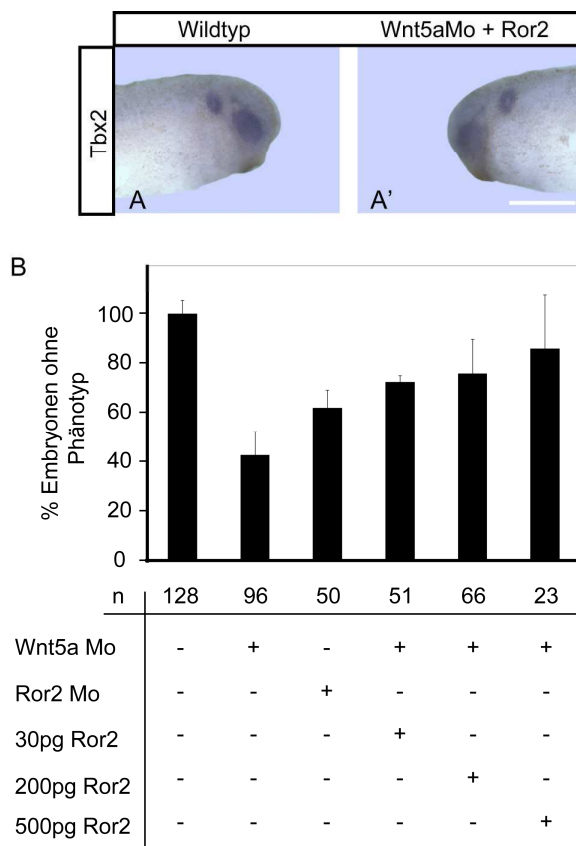 Wildtyp Wnt5aMo + Ror2
Tbx2
A A'
B
% Embryonen ohne
Phänotyp
100
80
60
40
20
0
n 128 96 50 51 66 23
Wnt5a Mo - + - + + +
Ror2 Mo - - + - - -
30pg Ror2 - - - + - -
200pg Ror2 - - - - + -
500pg Ror2 - - - - - +